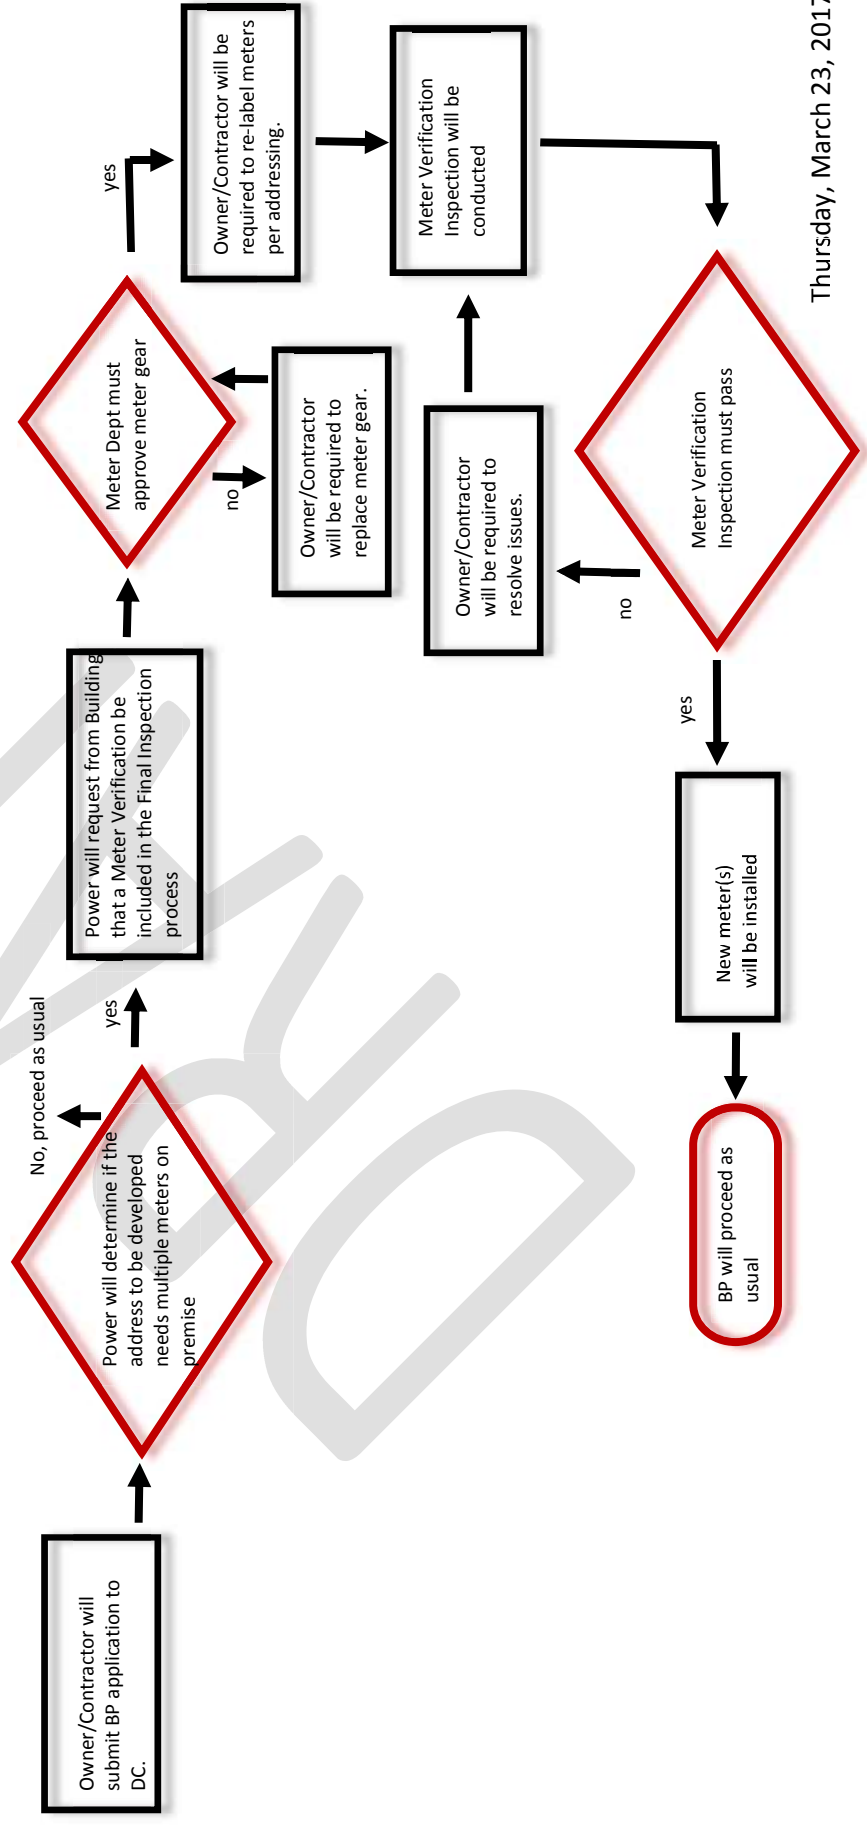 Owner/Contractor will
submit BP application to
DC.
Power will determine if the
address to be developed
needs multiple meters on
premise
No, proceed as usual
yes
Power will request from Building
that a Meter Verification be
included in the Final Inspection
process
Meter Dept must
approve meter gear
no
Owner/Contractor
will be required to
replace meter gear.
yes
Owner/Contractor will be
required to re-label meters
per addressing.
Meter Verification
Inspection will be
conducted
Meter Verification
Inspection must pass
no
Owner/Contractor
will be required to
resolve issues.
yes
New meter(s)
will be installed
BP will proceed as
usual
Thursday, March 23, 2017